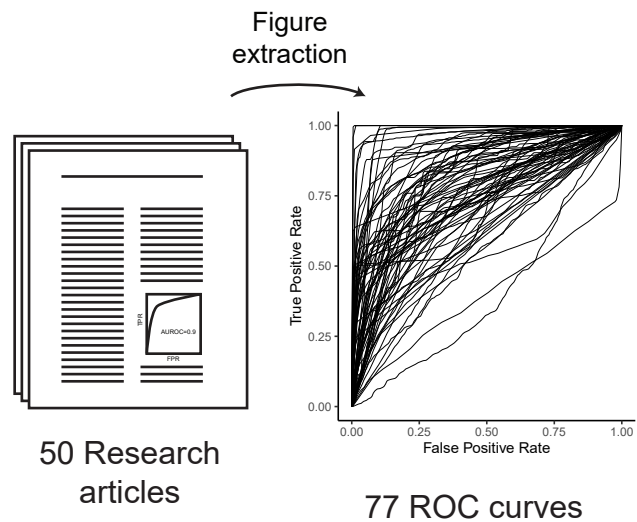 Figure
extraction
TPR
AUROC=0.9
FPR
50 Research
articles
True Positive Rate
1.00
0.75
0.50
0.25
0.00
0.00 0.25 0.50 0.75 1.00
False Positive Rate
77 ROC curves